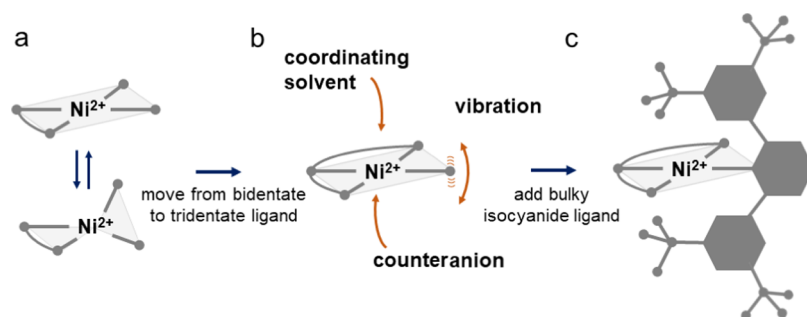 a
b
c
Ni²⁺
Ni²⁺
move from bidentate
to tridentate ligand
coordinating
solvent
vibration
Ni²⁺
counteranion
add bulky
isocyanide ligand
Ni²⁺